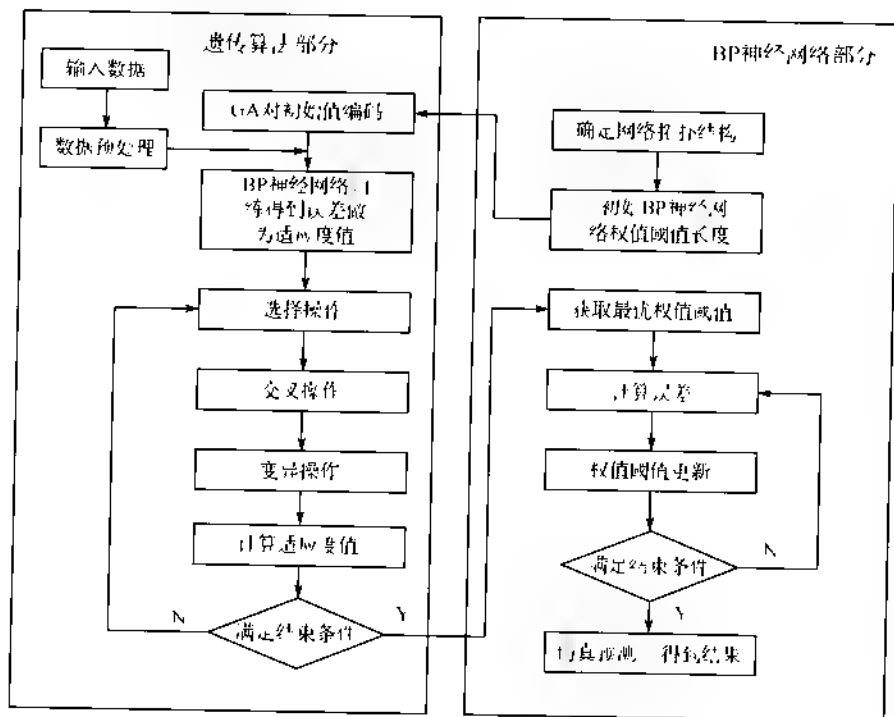 遗传算法部分
输入数据
GA对初始值编码
数据预处理
BP神经网络训
练得到误差做
为适应度值
选择操作
交叉操作
变异操作
计算适应度值
N
满足结束条件
Y
BP神经网络部分
确定网络拓扑结构
初始BP神经网
络权值阈值长度
获取最优权值阈值
计算误差
权值阈值更新
满足结束条件
N
Y
仿真预测 得到结果